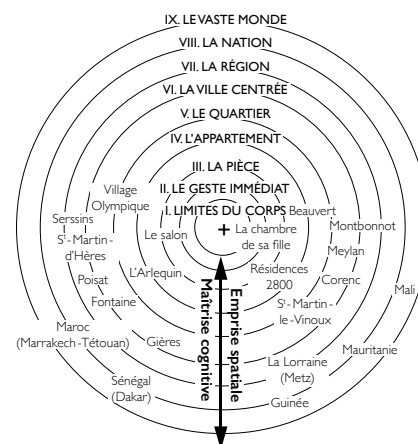 IX. LE VASTE MONDE
VIII. LA NATION
VII. LA RÉGION
VI. LA VILLE CENTRÉE
V. LE QUARTIER
IV. L'APPARTEMENT
III. LA PIÈCE
II. LE GESTE IMMÉDIAT
I. LIMITES DU CORPS
+
Village
Olympique
Serssins
St-Martin-
d'Hères
Le salon
La chambre
de sa fille
Beauvert
Montbonnot
Meylan
Poisat
L'Arlequin
Résidences
2800
Corenc
Mali
Fontaine
St-Martin-
le-Vinoux
Maroc
(Marrakech-Tétouan)
Gières
Maîtrise cognitive
Emprise spatiale
Mauritanie
La Lorraine
(Metz)
Sénégal
(Dakar)
Guinée